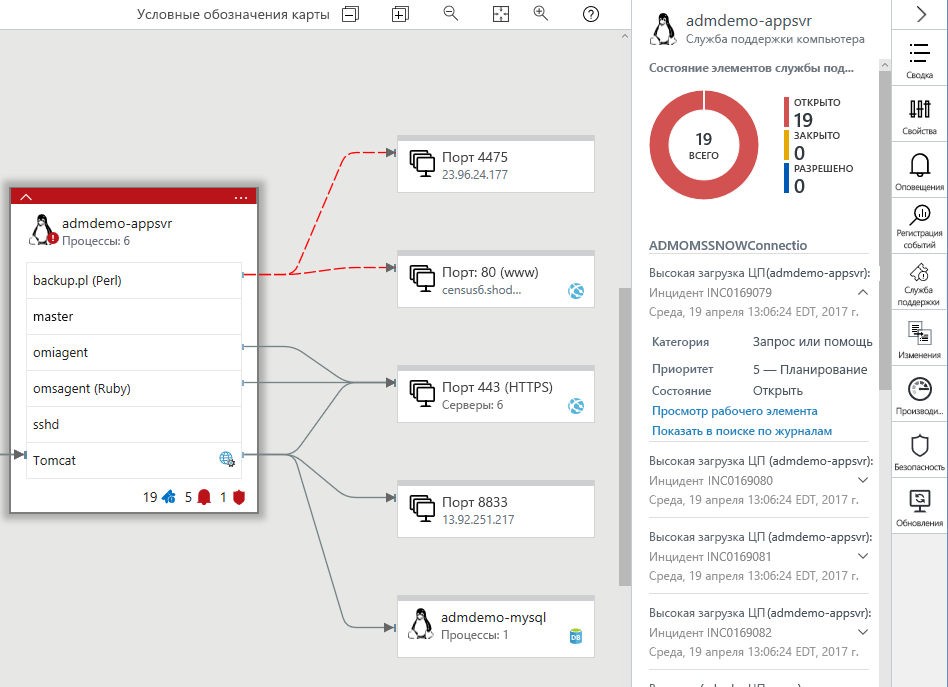 Условные обозначения карты
admdemo-appsvr
Процессы: 6
backup.pl (Perl)
master
omiagent
omsagent (Ruby)
sshd
Tomcat
19 5 1
Порт 4475
23.96.24.177
Порт: 80 (www)
census6.shod...
Порт 443 (HTTPS)
Серверы: 6
Порт 8833
13.92.251.217
admdemo-mysql
Процессы: 1
DB
admdemo-appsvr
Служба поддержки компьютера
Состояние элементов службы под...
19
ВСЕГО
ОТКРЫТО
19
ЗАКРЫТО
0
РАЗРЕШЕНО
0
ADMOMSSNOWConnectio
Высокая загрузка ЦП(admdemo-appsvr):
Инцидент INC0169079
Среда, 19 апреля 13:06:24 EDT, 2017 г.
Категория Запрос или помощь
Приоритет 5 — Планирование
Состояние Открыть
Просмотр рабочего элемента
Показать в поиске по журналам
Высокая загрузка ЦП (admdemo-appsvr):
Инцидент INC0169080
Среда, 19 апреля 13:06:24 EDT, 2017 г.
Высокая загрузка ЦП (admdemo-appsvr):
Инцидент INC0169081
Среда, 19 апреля 13:06:24 EDT, 2017 г.
Высокая загрузка ЦП(admdemo-appsvr):
Инцидент INC0169082
Среда, 19 апреля 13:06:24 EDT, 2017 г.
Сводка
Свойства
Оповещения
Регистрация
событий
Служба
поддержки
Изменения
Производи...
Безопасность
Обновления